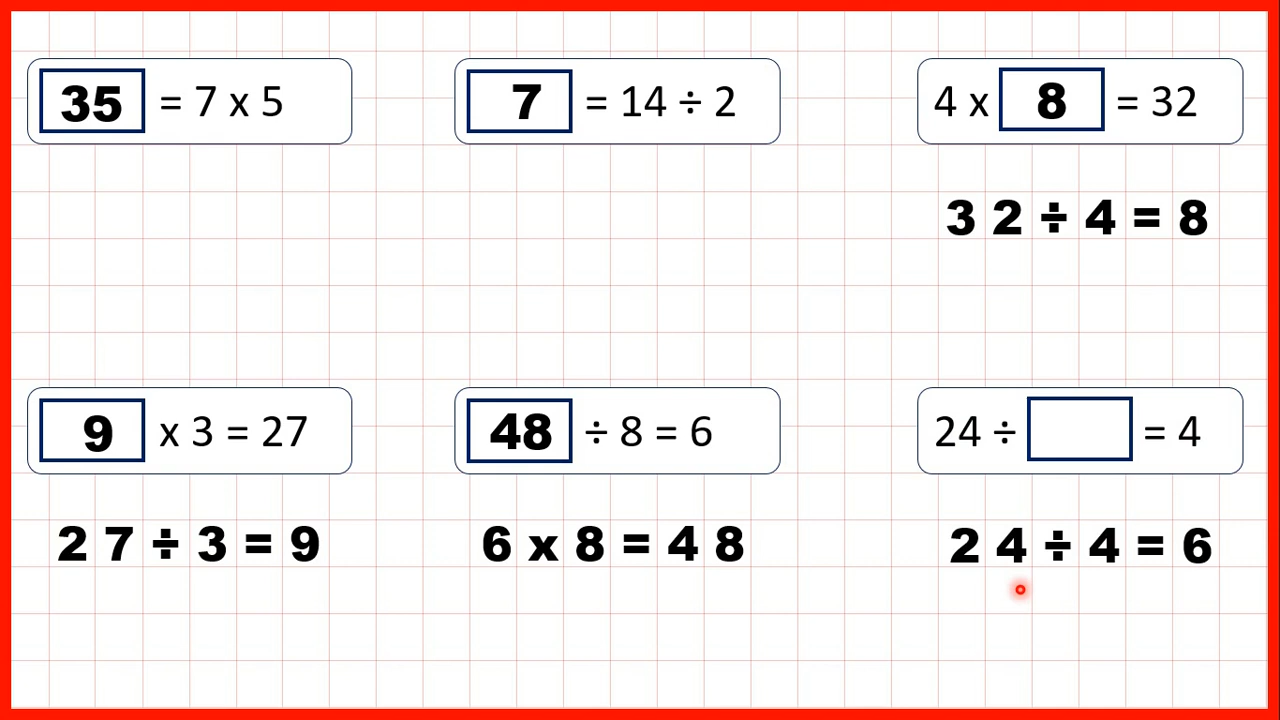 35 = 7 x 5
7 = 14 ÷ 2
4 x 8 = 32
3 2 ÷ 4 = 8
9 x 3 = 27
48 ÷ 8 = 6
24 ÷ = 4
2 7 ÷ 3 = 9
6 x 8 = 4 8
2 4 ÷ 4 = 6